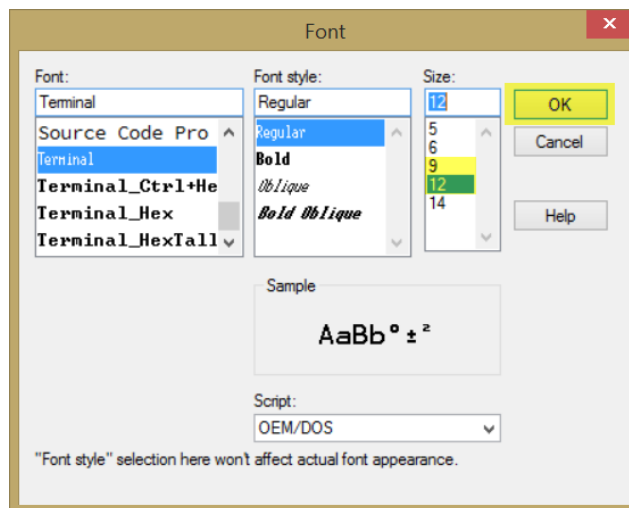 Font
Font:
Terminal
Source Code Pro
Terminal
Terminal_Ctrl+He
Terminal_Hex
Terminal_HexTall
Font style:
Regular
Regular
Bold
Oblique
Bold Oblique
Size:
12
5
6
9
12
14
OK
Cancel
Help
Sample
AaBb°±²
Script:
OEM/DOS
"Font style" selection here won't affect actual font appearance.